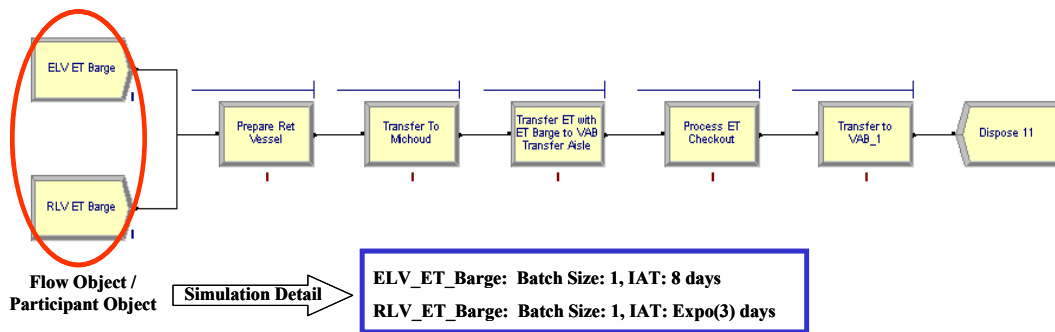 ELV ET Barge
RLV ET Barge
Prepare Ret
Vessel
Transfer To
Michoud
Transfer ET with
ET Barge to VAB
Transfer Aisle
Process ET
Checkout
Transfer to
VAB_1
Dispose 11
Flow Object /
Participant Object
Simulation Detail
ELV_ET_Barge: Batch Size: 1, IAT: 8 days
RLV_ET_Barge: Batch Size: 1, IAT: Expo(3) days